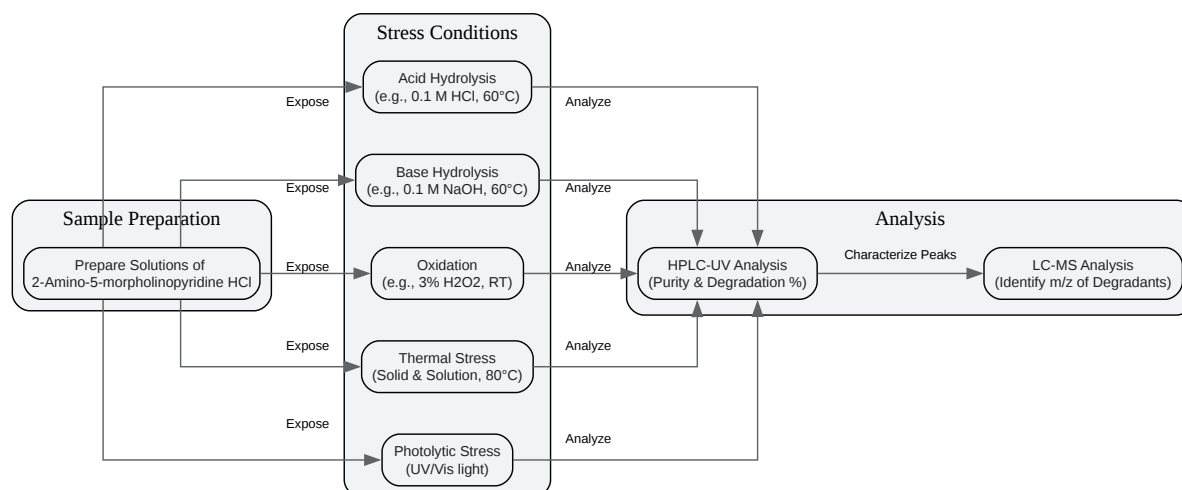 Stress Conditions
Acid Hydrolysis
(e.g., 0.1 M HCl, 60°C)
Expose
Analyze
Base Hydrolysis
(e.g., 0.1 M NaOH, 60°C)
Expose
Analyze
Sample Preparation
Analysis
Prepare Solutions of
2-Amino-5-morpholinopyridine HCl
Expose
Oxidation
(e.g., 3% H2O2, RT)
Analyze
HPLC-UV Analysis
(Purity & Degradation %)
Characterize Peaks
LC-MS Analysis
(Identify m/z of Degradants)
Expose
Thermal Stress
(Solid & Solution, 80°C)
Analyze
Expose
Photolytic Stress
(UV/Vis light)
Analyze